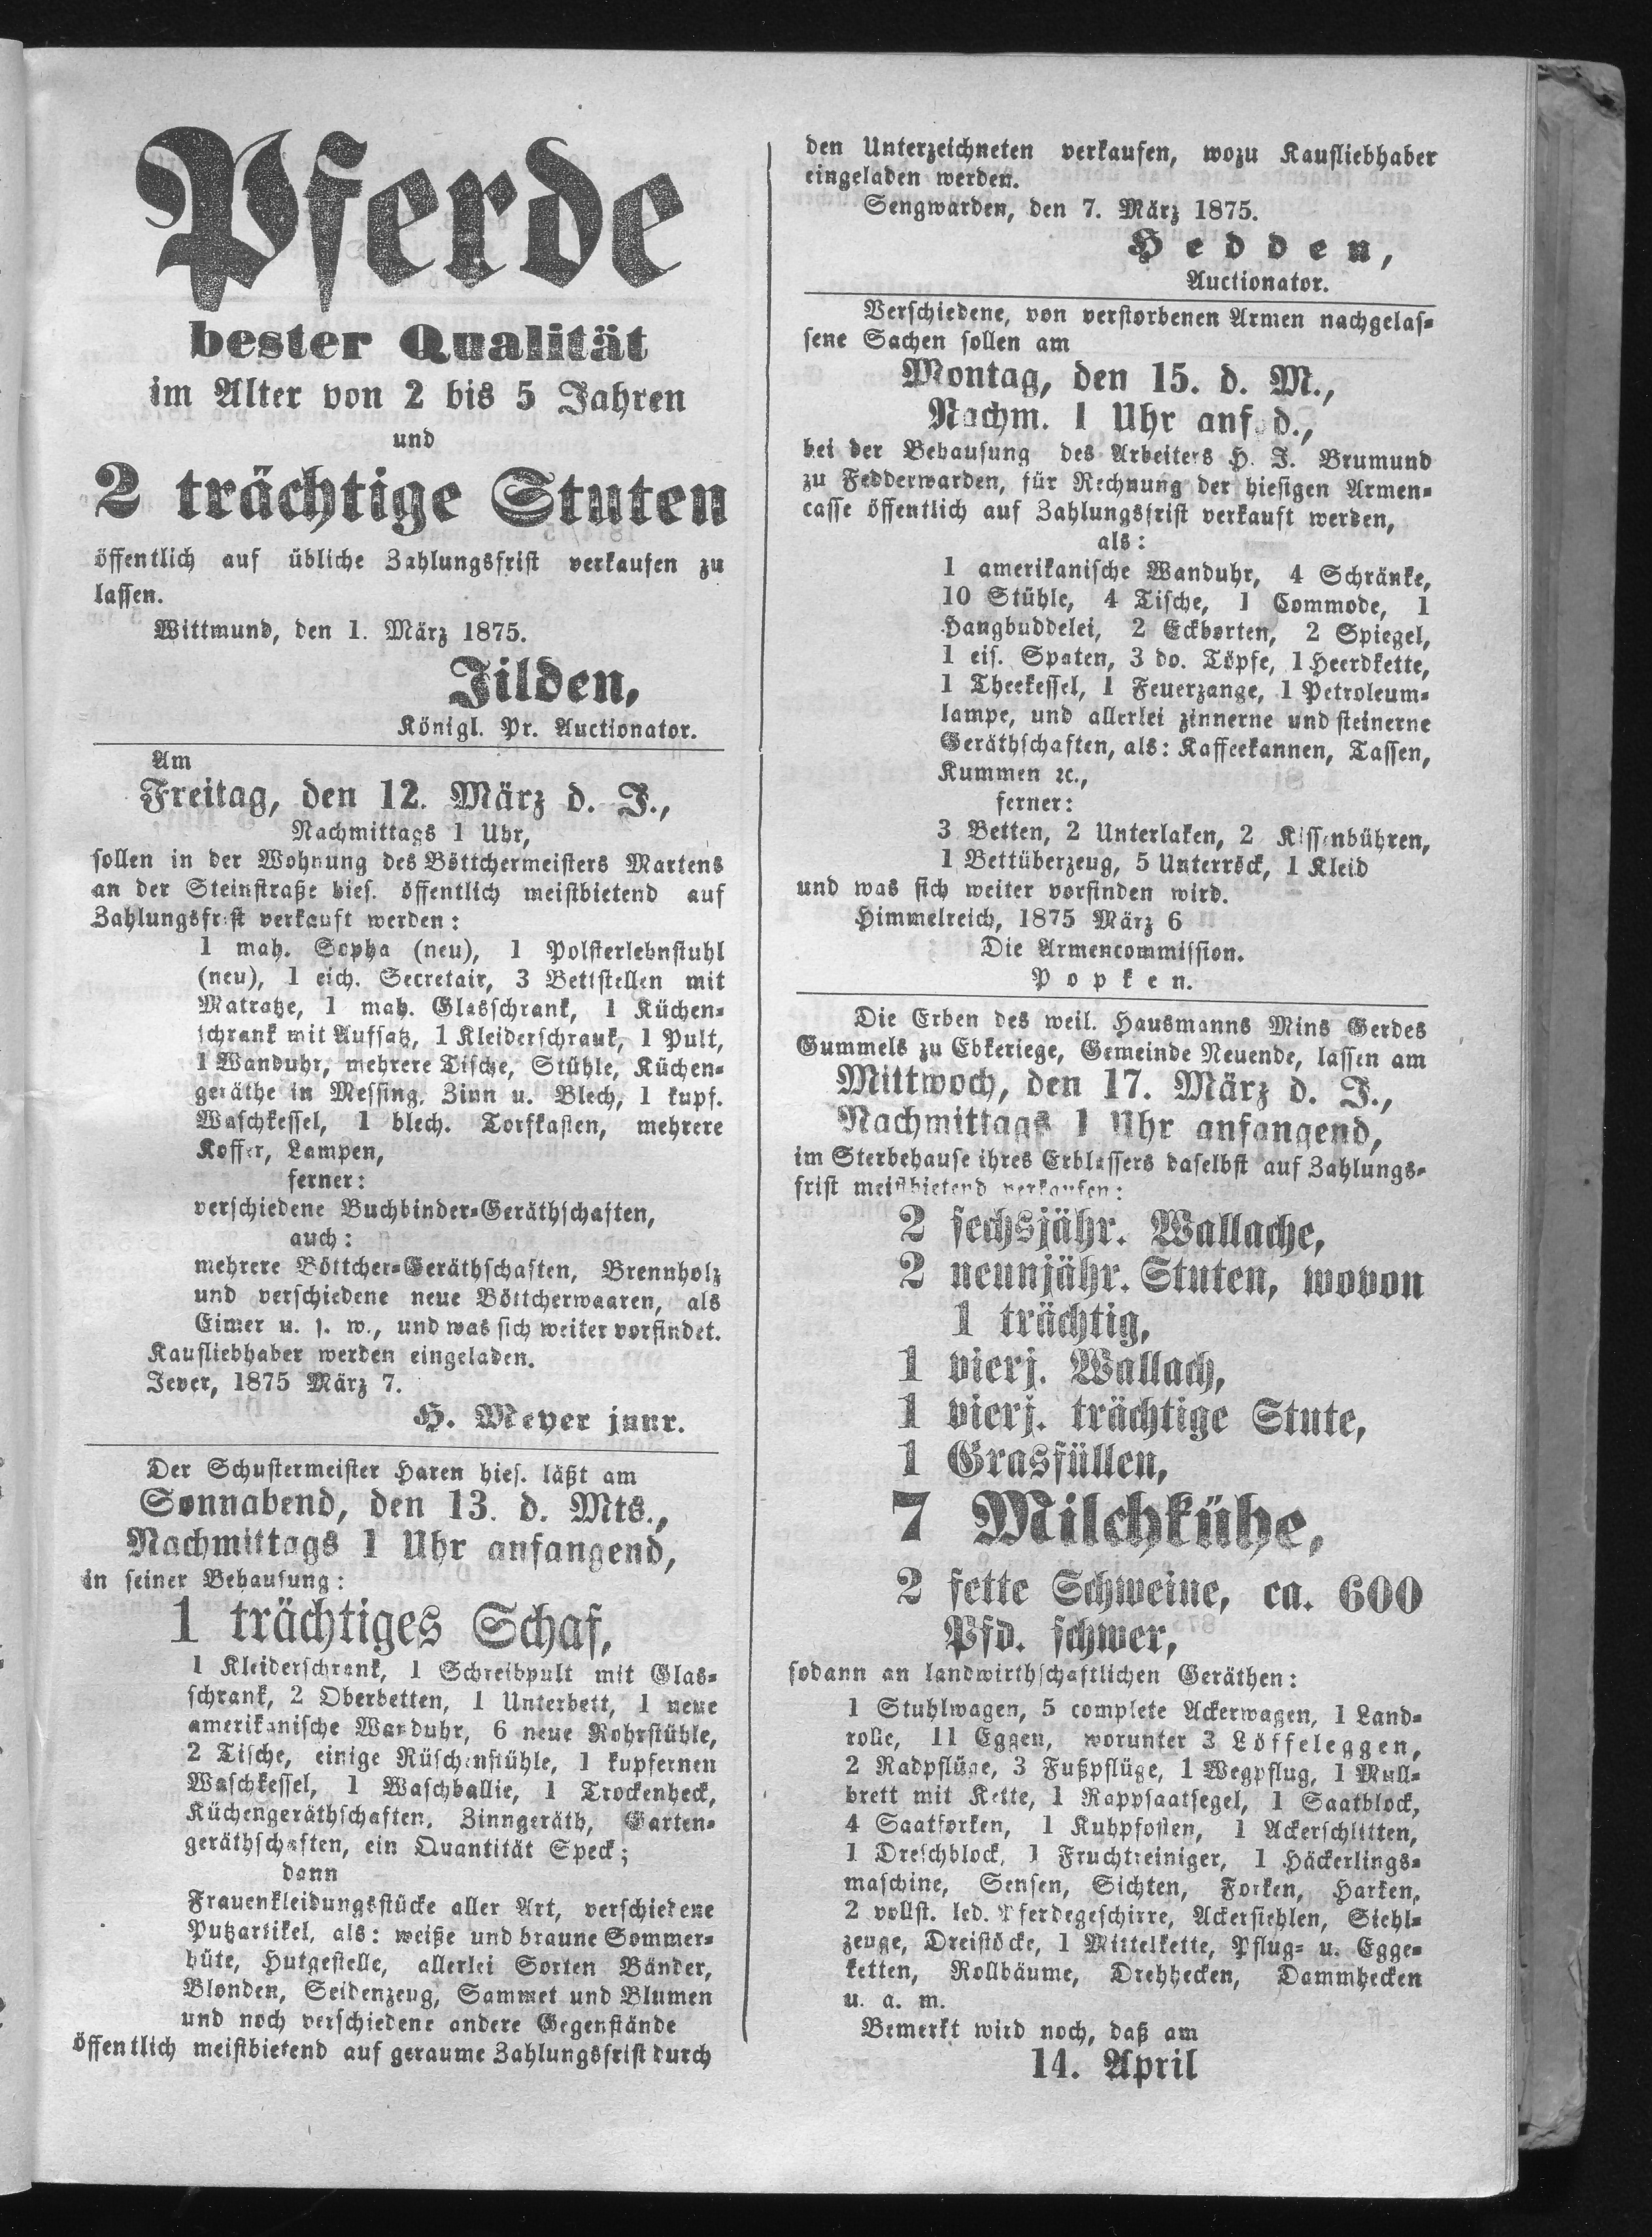 Pferde
bester Qualität
im Alter von 2 bis 5 Jahren
und
2 trächtige Stuten
öffentlich auf übliche Zahlungsfrist verkaufen zu
lassen.
Wittmund, den 1. März 1875.
Jilden,
Königl. Pr. Auctionator.
Am
Freitag, den 12. März d. J.,
Nachmittags 1 Uhr,
sollen in der Wohnung des Böttchermeisters Martens
an der Steinstraße hies. öffentlich meistbietend auf
Zahlungsfrist verkauft werden:
1 mah. Sopha (neu), 1 Polsterlehnstuhl
(neu), 1 eich. Secretair, 3 Bettstellen mit
Matratze, 1 mah. Glasschrank, 1 Küchen-
schrank mit Aufsatz, 1 Kleiderschrank, 1 Pult,
1 Wanduhr, mehrere Tische, Stühle, Küchen-
geräthe in Messing, Zinn u. Blech, 1 kupf.
Waschkessel, 1 blech. Torfkasten, mehrere
Koffer, Lampen,
ferner:
verschiedene Buchbinder-Geräthschaften,
auch:
mehrere Böttcher-Geräthschaften, Brennholz
und verschiedene neue Böttcherwaaren, als
Eimer u. s. w., und was sich weiter vorfindet.
Kaufliebhaber werden eingeladen.
Jever, 1875 März 7.
H. Meyer junr.
Der Schustermeister Haren hies. läßt am
Sonnabend, den 13. d. Mts.,
Nachmittags 1 Uhr anfangend,
in seiner Behausung:
1 trächtiges Schaf,
1 Kleiderschrank, 1 Schreibpult mit Glas-
schrank, 2 Oberbetten, 1 Unterbett, 1 neue
amerikanische Wanduhr, 6 neue Rohrstühle,
2 Tische, einige Rüschenstühle, 1 kupfernen
Waschkessel, 1 Waschballie, 1 Trockenheck,
Küchengeräthschaften, Zinngeräth, Garten-
geräthschaften, ein Quantität Speck;
dann
Frauenkleidungsstücke aller Art, verschiedene
Putzartikel, als: weiße und braune Sommer-
hüte, Hutgestelle, allerlei Sorten Bänder,
Blonden, Seidenzeug, Sammet und Blumen
und noch verschiedene andere Gegenstände
öffentlich meistbietend auf geraume Zahlungsfrist durch
den Unterzeichneten verkaufen, wozu Kaufliebhaber
eingeladen werden.
Sengwarden, den 7. März 1875.
Hedden,
Auctionator.
Verschiedene, von verstorbenen Armen nachgelas-
sene Sachen sollen am
Montag, den 15. d. M.,
Nachm. 1 Uhr anf. d.,
bei der Behausung des Arbeiters H. J. Brumund
zu Fedderwarden, für Rechnung der hiesigen Armen-
casse öffentlich auf Zahlungsfrist verkauft werden,
als:
1 amerikanische Wanduhr, 4 Schränke,
10 Stühle, 4 Tische, 1 Commode, 1
Hangbuddelei, 2 Eckborten, 2 Spiegel,
1 eis. Spaten, 3 do. Töpfe, 1 Heerdkette,
1 Theekessel, 1 Feuerzange, 1 Petroleum-
lampe, und allerlei zinnerne und steinerne
Geräthschaften, als: Kaffeekannen, Tassen,
Kummen ꝛc.,
ferner:
3 Betten, 2 Unterlaken, 2 Kissenbühren,
1 Bettüberzeug, 5 Unterröck, 1 Kleid
und was sich weiter vorfinden wird.
Himmelreich, 1875 März 6
Die Armencommission.
Popken.
Die Erben des weil. Hausmanns Mins Gerdes
Gummels zu Ebkeriege, Gemeinde Neuende, lassen am
Mittwoch, den 17. März d. J.,
Nachmittags 1 Uhr anfangend,
im Sterbehause ihres Erblassers daselbst auf Zahlungs-
frist meistbietend verkaufen:
2 sechsjähr. Wallache,
2 neunjähr. Stuten, wovon
1 trächtig,
1 vierj. Wallach,
1 vierj. trächtige Stute,
1 Grasfüllen,
7 Milchkühe,
2 fette Schweine, ca. 600
Pfd. schwer,
sodann an landwirthschaftlichen Geräthen:
1 Stuhlwagen, 5 complete Ackerwagen, 1 Land-
rolle, 11 Eggen, worunter 3 Löffeleggen,
2 Radpflüge, 3 Fußpflüge, 1 Wegpflug, 1 Mull-
brett mit Kette, 1 Rappsaatsegel, 1 Saatblock,
4 Saatforken, 1 Kuhpfosten, 1 Ackerschlitten,
1 Dreschblock, 1 Fruchtreiniger, 1 Häckerlings-
maschine, Sensen, Sichten, Forken, Harken,
2 vollst. led. Pferdegeschirre, Ackersiehlen, Siehl-
zeuge, Dreistöcke, 1 Mittelkette, Pflug- u. Egge-
ketten, Rollbäume, Drehhecken, Dammhecken
u. a. m.
Bemerkt wird noch, daß am
14. April